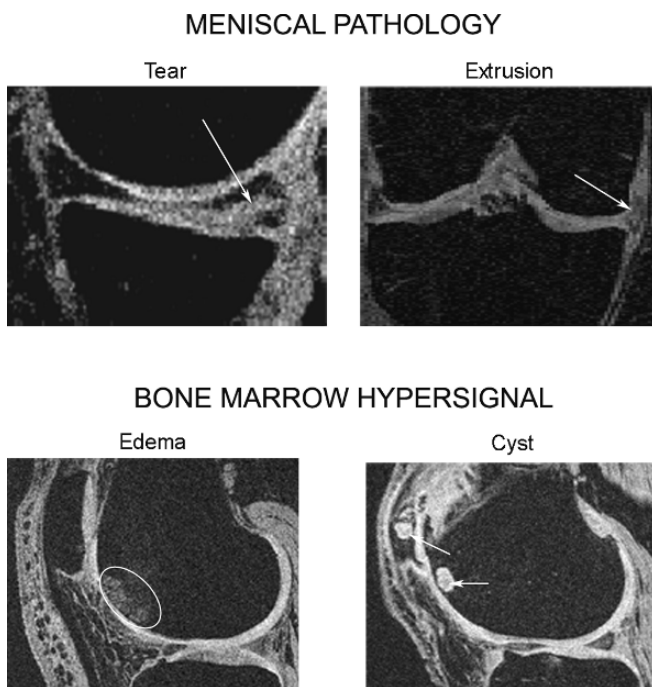 MENISCAL PATHOLOGY
Tear
Extrusion
BONE MARROW HYPERSIGNAL
Edema
Cyst